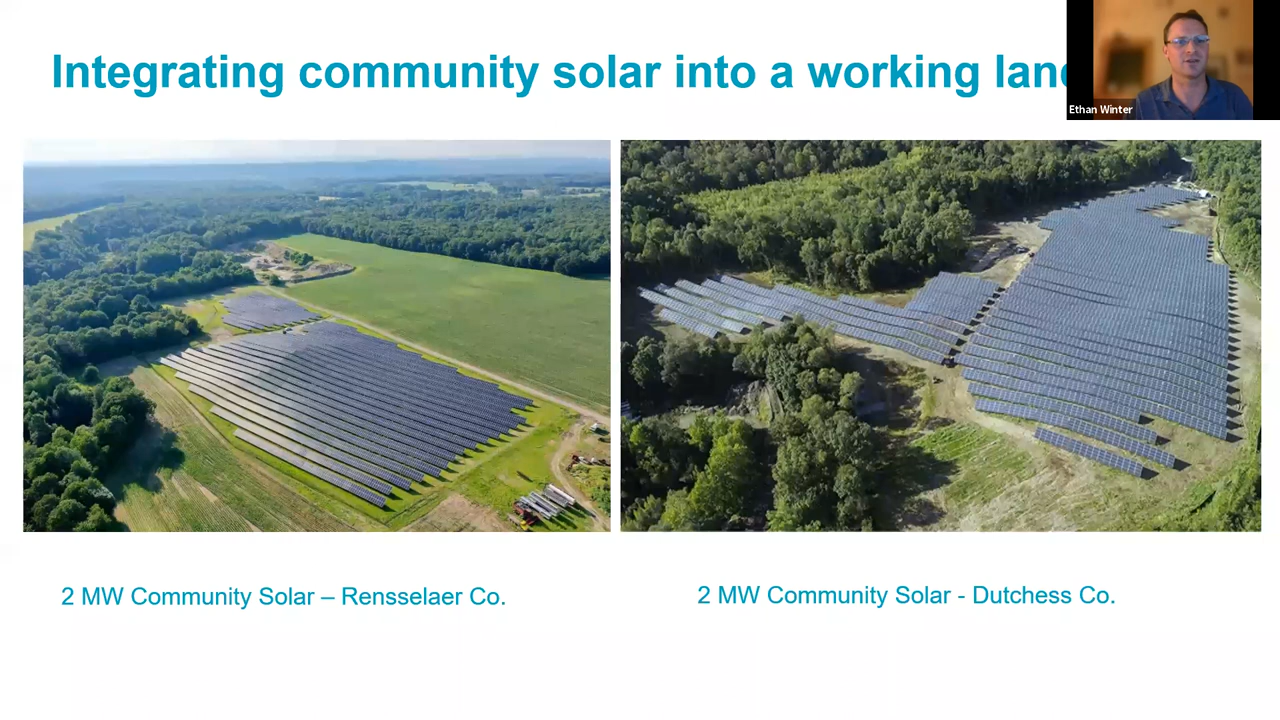 Integrating community solar into a working
Ethan Winter
2 MW Community Solar – Rensselaer Co.
2 MW Community Solar - Dutchess Co.